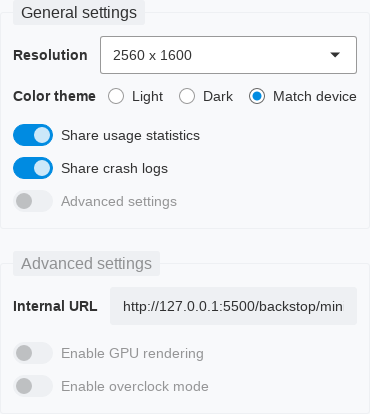 General settings
Resolution 2560 x 1600
Color theme Light Dark Match device
Share usage statistics
Share crash logs
Advanced settings
Advanced settings
Internal URL http://127.0.0.1:5500/backstop/min
Enable GPU rendering
Enable overclock mode